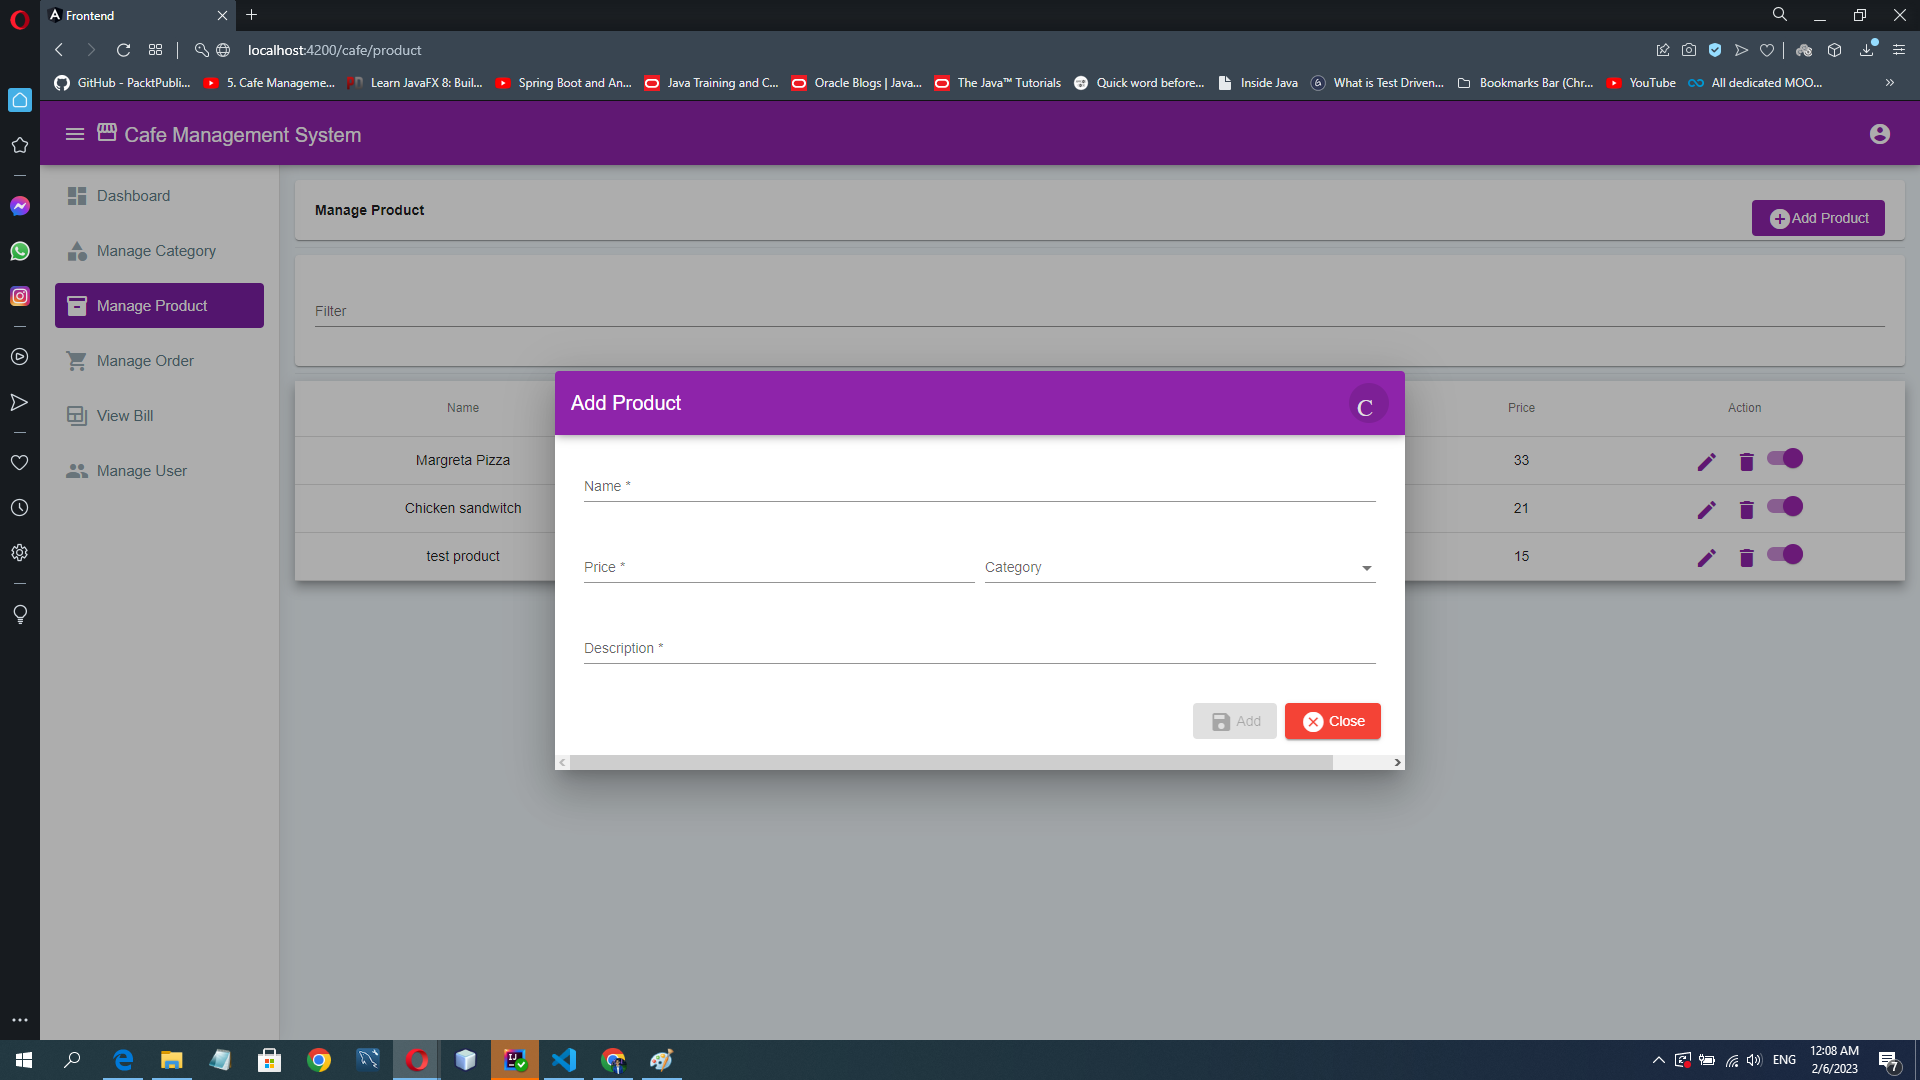 Frontend
localhost:4200/cafe/product
GitHub - PacktPubli...
5. Cafe Manageme...
Learn JavaFX 8: Buil...
Spring Boot and An...
Java Training and C...
Oracle Blogs | Java...
The Java™ Tutorials
Quick word before...
Inside Java
What is Test Driven...
Bookmarks Bar (Chr...
YouTube
All dedicated MOO...
»
Cafe Management System
Dashboard
Manage Category
Manage Product
Manage Order
View Bill
Manage User
Manage Product
Add Product
Filter
Name
Price
Action
Margreta Pizza
33
Chicken sandwitch
21
test product
15
Add Product
C
Name *
Price *
Category
Description *
Add
Close
ENG
12:08 AM
2/6/2023
7